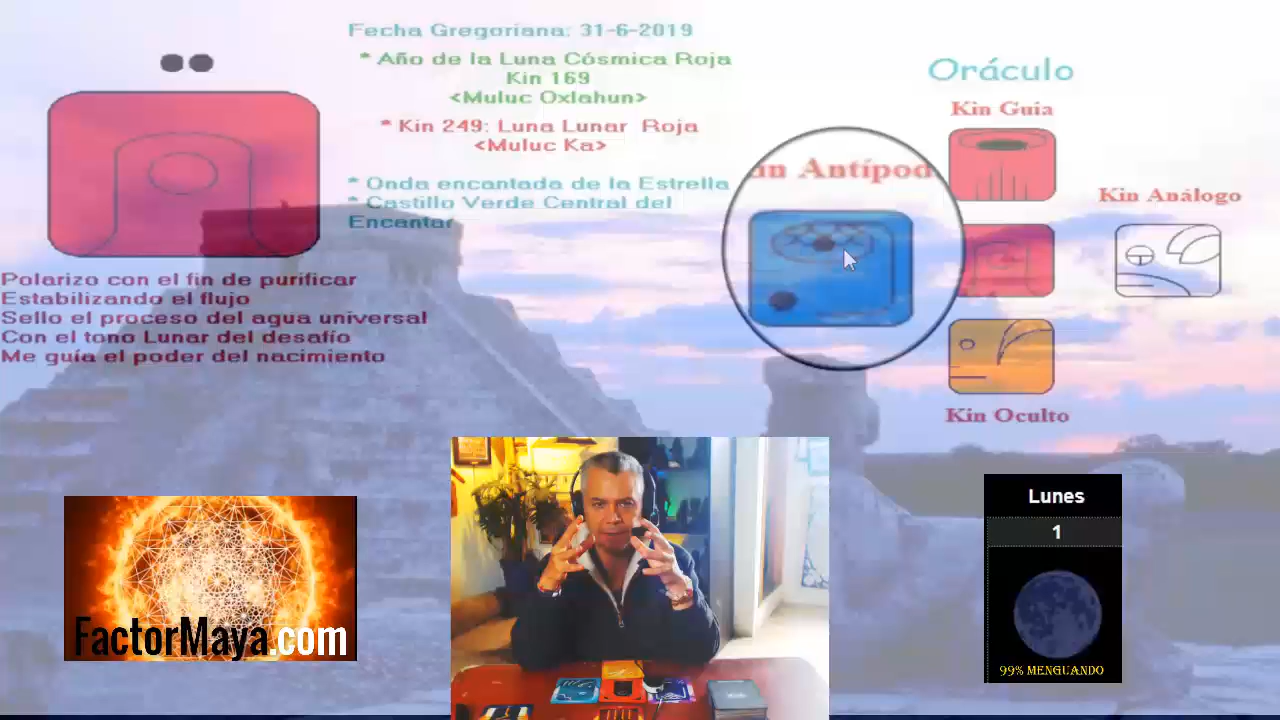 Fecha Gregoriana: 31-6-2019
* Año de la Luna Cósmica Roja
Kin 169
<Muluc Oxlahun>
* Kin 249: Luna Lunar Roja
<Muluc Ka>
* Onda encantada de la Estrella
* Castillo Verde Central del
Encantar
Polarizo con el fin de purificar
Estabilizando el flujo
Sello el proceso del agua universal
Con el tono Lunar del desafío
Me guía el poder del nacimiento
Oráculo
Kin Guia
Antípod
Kin Análogo
Kin Oculto
FactorMaya.com
Lunes
1
99% MENGUANDO